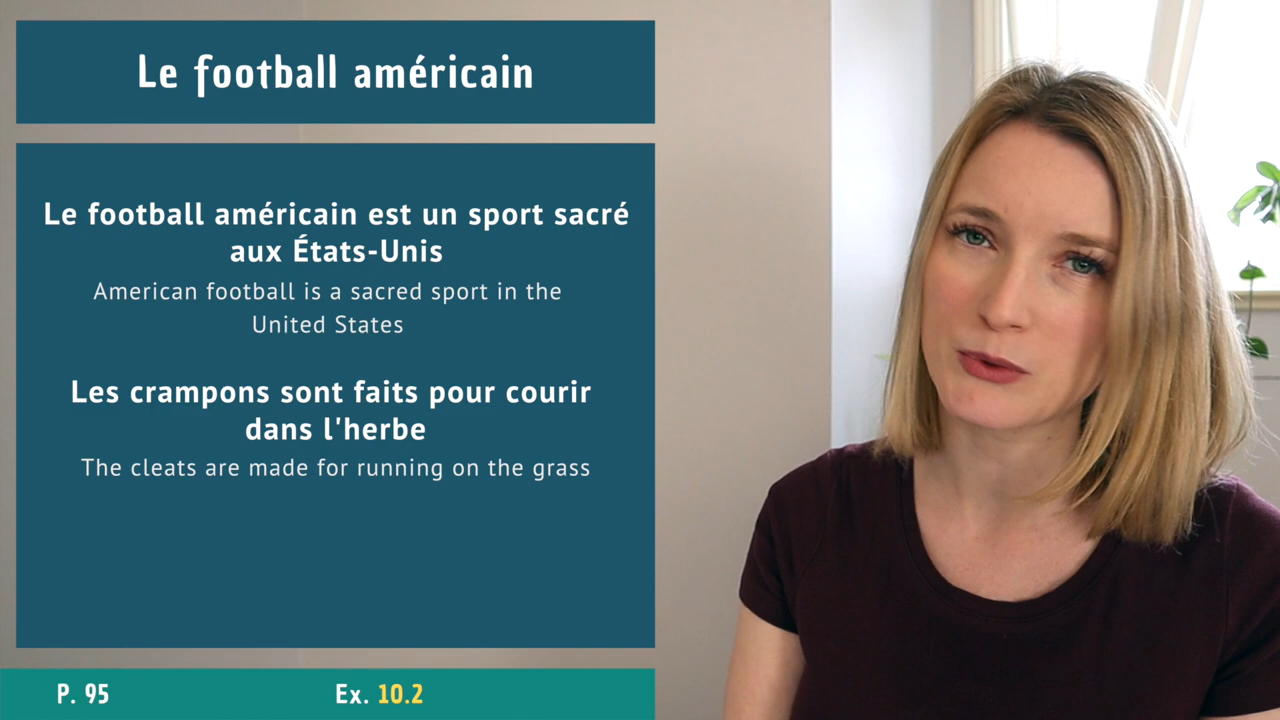 Le football américain
Le football américain est un sport sacré
aux États-Unis
American football is a sacred sport in the
United States
Les crampons sont faits pour courir
dans l'herbe
The cleats are made for running on the grass
P. 95
Ex. 10.2